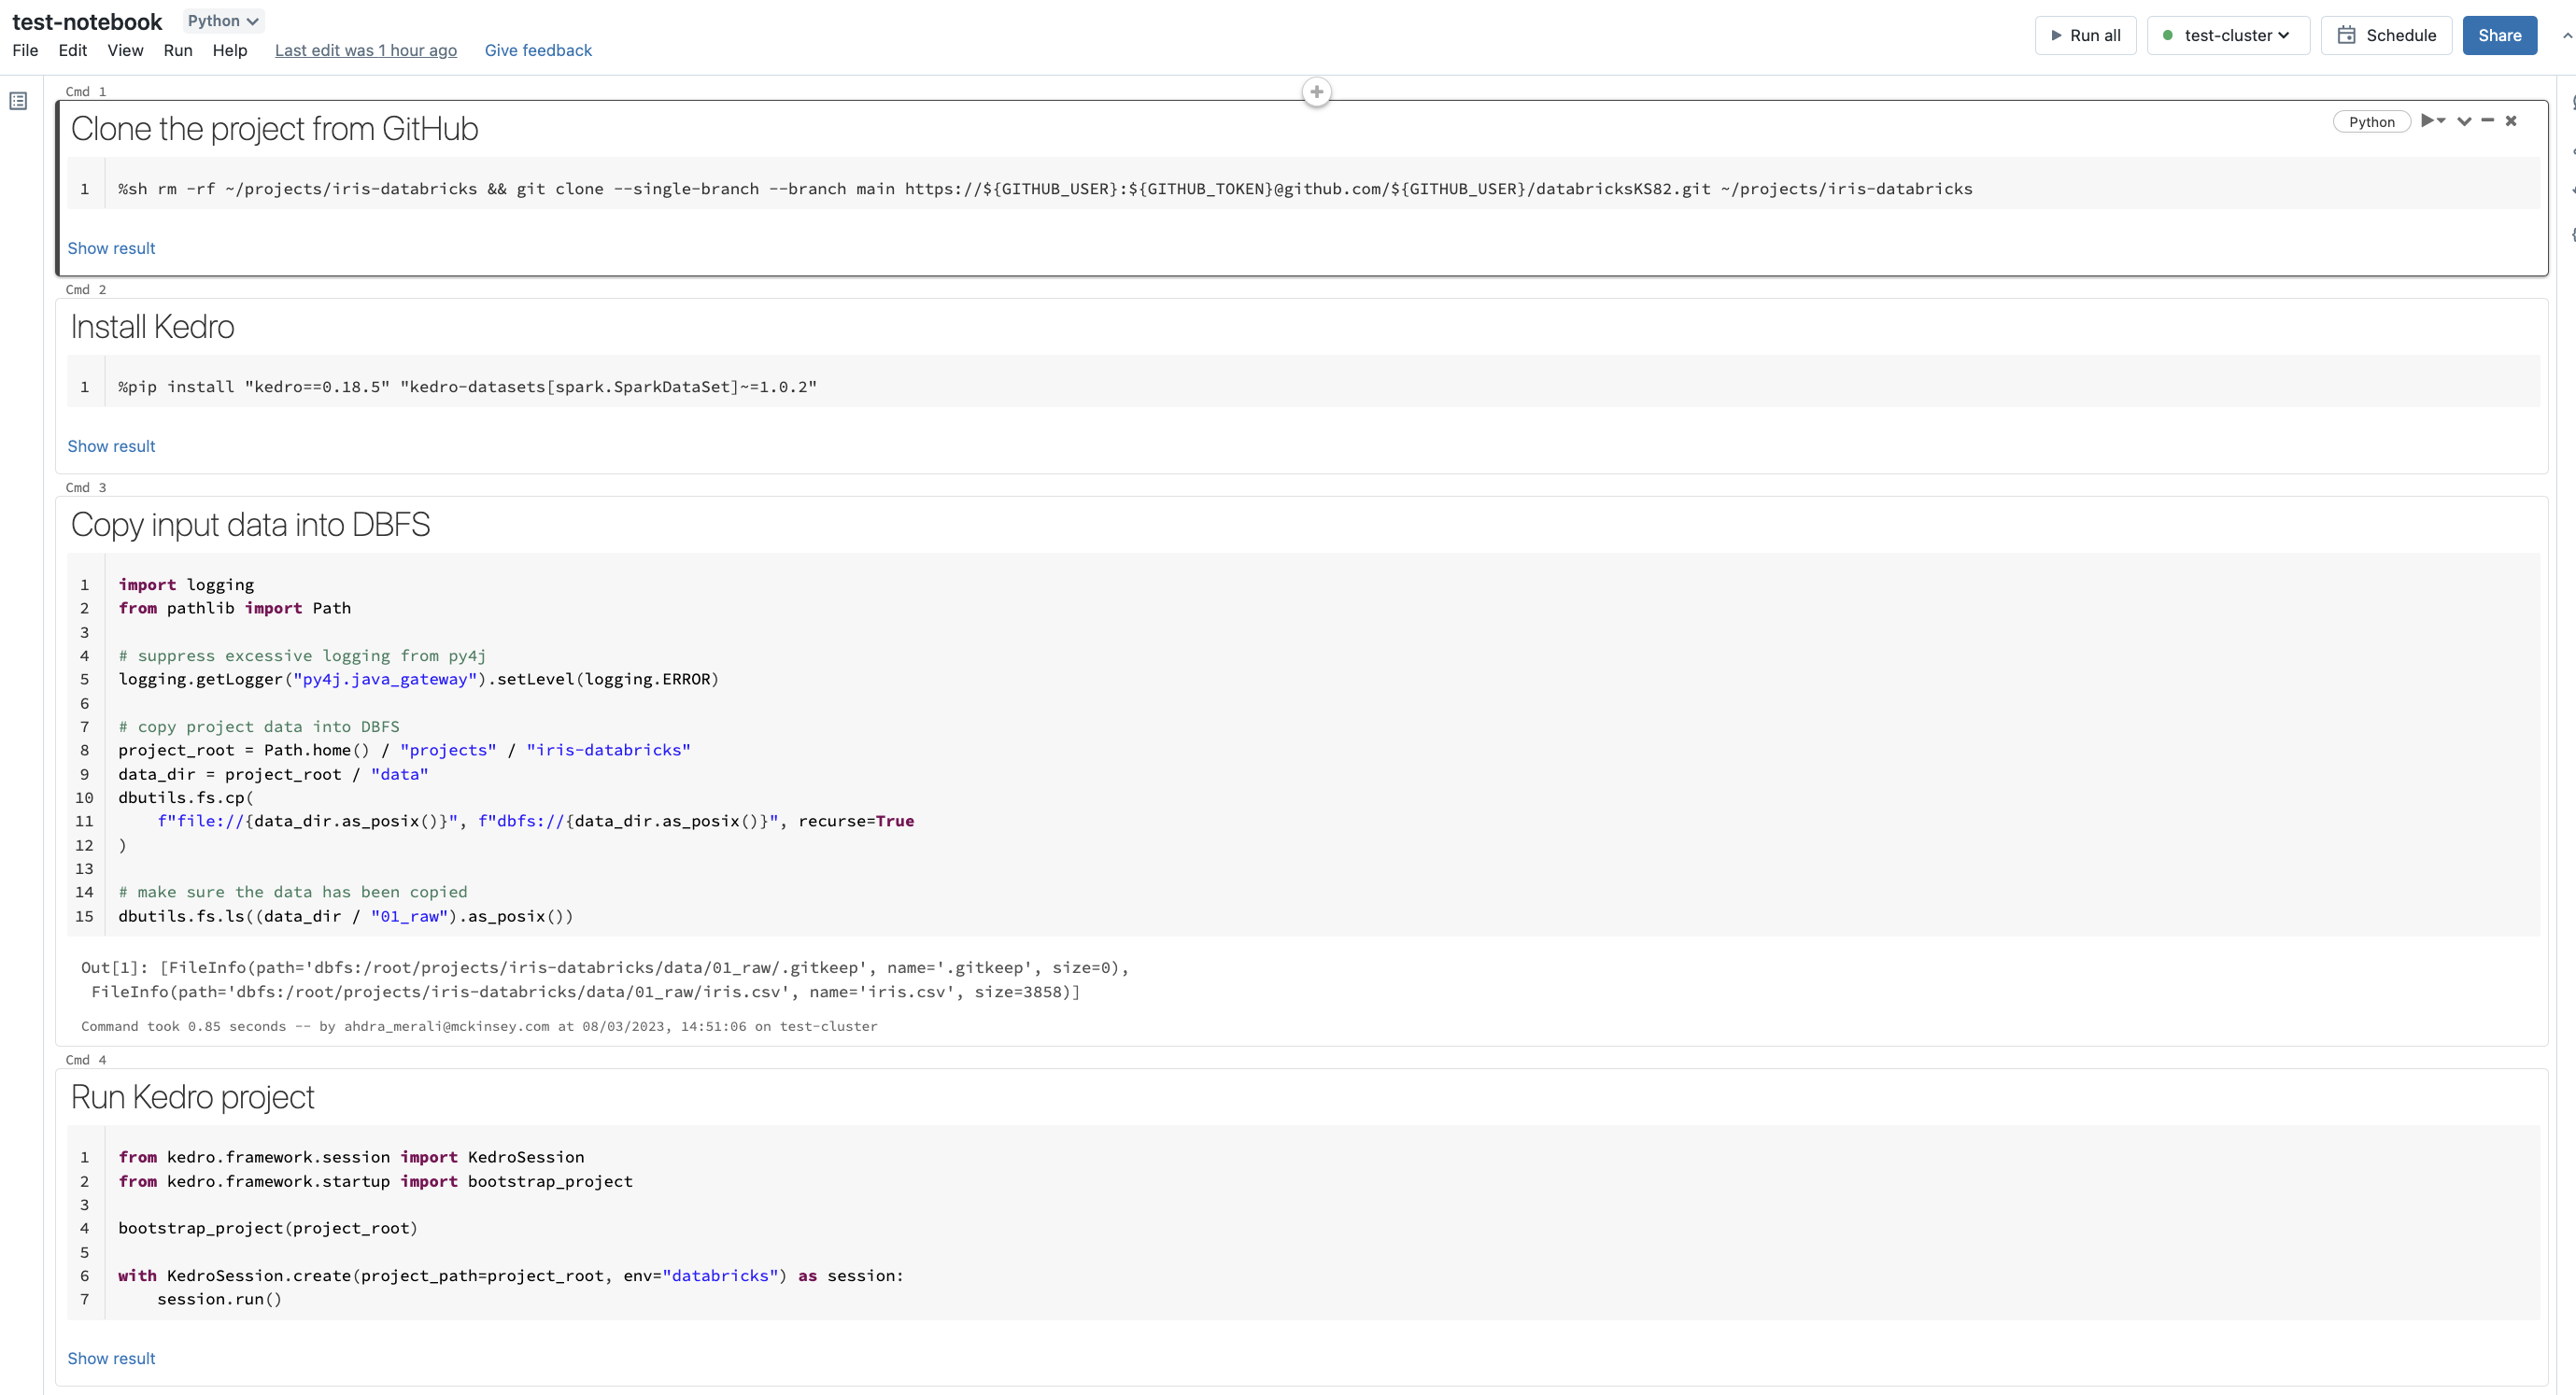 test-notebook Python
File Edit View Run Help Last edit was 1 hour ago Give feedback
Run all test-cluster Schedule Share
Cmd 1
Clone the project from GitHub
Python
1 %sh rm -rf ~/projects/iris-databricks && git clone --single-branch --branch main https://${GITHUB_USER}:${GITHUB_TOKEN}@github.com/${GITHUB_USER}/databricksKS82.git ~/projects/iris-databricks
Show result
Cmd 2
Install Kedro
1 %pip install "kedro==0.18.5" "kedro-datasets[spark.SparkDataSet]~=1.0.2"
Show result
Cmd 3
Copy input data into DBFS
1 import logging
2 from pathlib import Path
3
4 # suppress excessive logging from py4j
5 logging.getLogger("py4j.java_gateway").setLevel(logging.ERROR)
6
7 # copy project data into DBFS
8 project_root = Path.home() / "projects" / "iris-databricks"
9 data_dir = project_root / "data"
10 dbutils.fs.cp(
11     f"file://{data_dir.as_posix()}", f"dbfs://{data_dir.as_posix()}", recurse=True
12 )
13
14 # make sure the data has been copied
15 dbutils.fs.ls((data_dir / "01_raw").as_posix())
Out[1]: [FileInfo(path='dbfs:/root/projects/iris-databricks/data/01_raw/.gitkeep', name='.gitkeep', size=0),
 FileInfo(path='dbfs:/root/projects/iris-databricks/data/01_raw/iris.csv', name='iris.csv', size=3858)]
Command took 0.85 seconds -- by ahdra_merali@mckinsey.com at 08/03/2023, 14:51:06 on test-cluster
Cmd 4
Run Kedro project
1 from kedro.framework.session import KedroSession
2 from kedro.framework.startup import bootstrap_project
3
4 bootstrap_project(project_root)
5
6 with KedroSession.create(project_path=project_root, env="databricks") as session:
7     session.run()
Show result